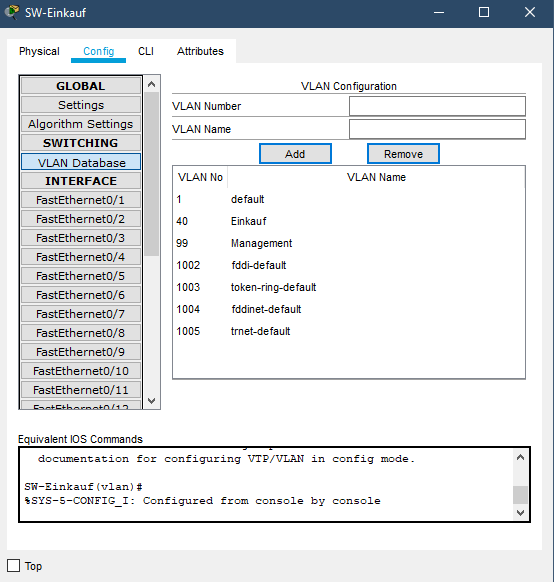 SW-Einkauf
Physical Config CLI Attributes
GLOBAL
Settings
Algorithm Settings
SWITCHING
VLAN Database
INTERFACE
FastEthernet0/1
FastEthernet0/2
FastEthernet0/3
FastEthernet0/4
FastEthernet0/5
FastEthernet0/6
FastEthernet0/7
FastEthernet0/8
FastEthernet0/9
FastEthernet0/10
FastEthernet0/11
FastEthernet0/12
VLAN Configuration
VLAN Number
VLAN Name
Add Remove
VLAN No VLAN Name
1 default
40 Einkauf
99 Management
1002 fddi-default
1003 token-ring-default
1004 fddinet-default
1005 trnet-default
Equivalent IOS Commands
documentation for configuring VTP/VLAN in config mode.
SW-Einkauf(vlan)#
%SYS-5-CONFIG_I: Configured from console by console
Top